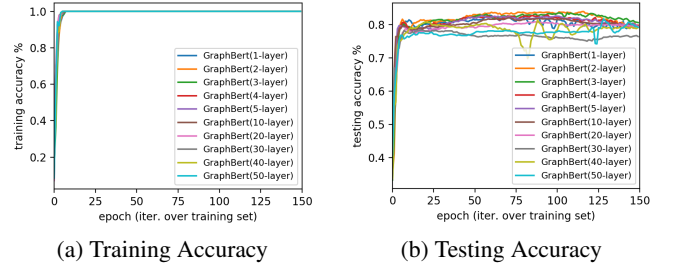 1.0
0.8
0.6
0.4
0.2
training accuracy %
GraphBert(1-layer)
GraphBert(2-layer)
GraphBert(3-layer)
GraphBert(4-layer)
GraphBert(5-layer)
GraphBert(10-layer)
GraphBert(20-layer)
GraphBert(30-layer)
GraphBert(40-layer)
GraphBert(50-layer)
0 25 50 75 100 125 150
epoch (iter. over training set)
(a) Training Accuracy
0.8
0.7
0.6
0.5
0.4
testing accuracy %
GraphBert(1-layer)
GraphBert(2-layer)
GraphBert(3-layer)
GraphBert(4-layer)
GraphBert(5-layer)
GraphBert(10-layer)
GraphBert(20-layer)
GraphBert(30-layer)
GraphBert(40-layer)
GraphBert(50-layer)
0 25 50 75 100 125 150
epoch (iter. over training set)
(b) Testing Accuracy